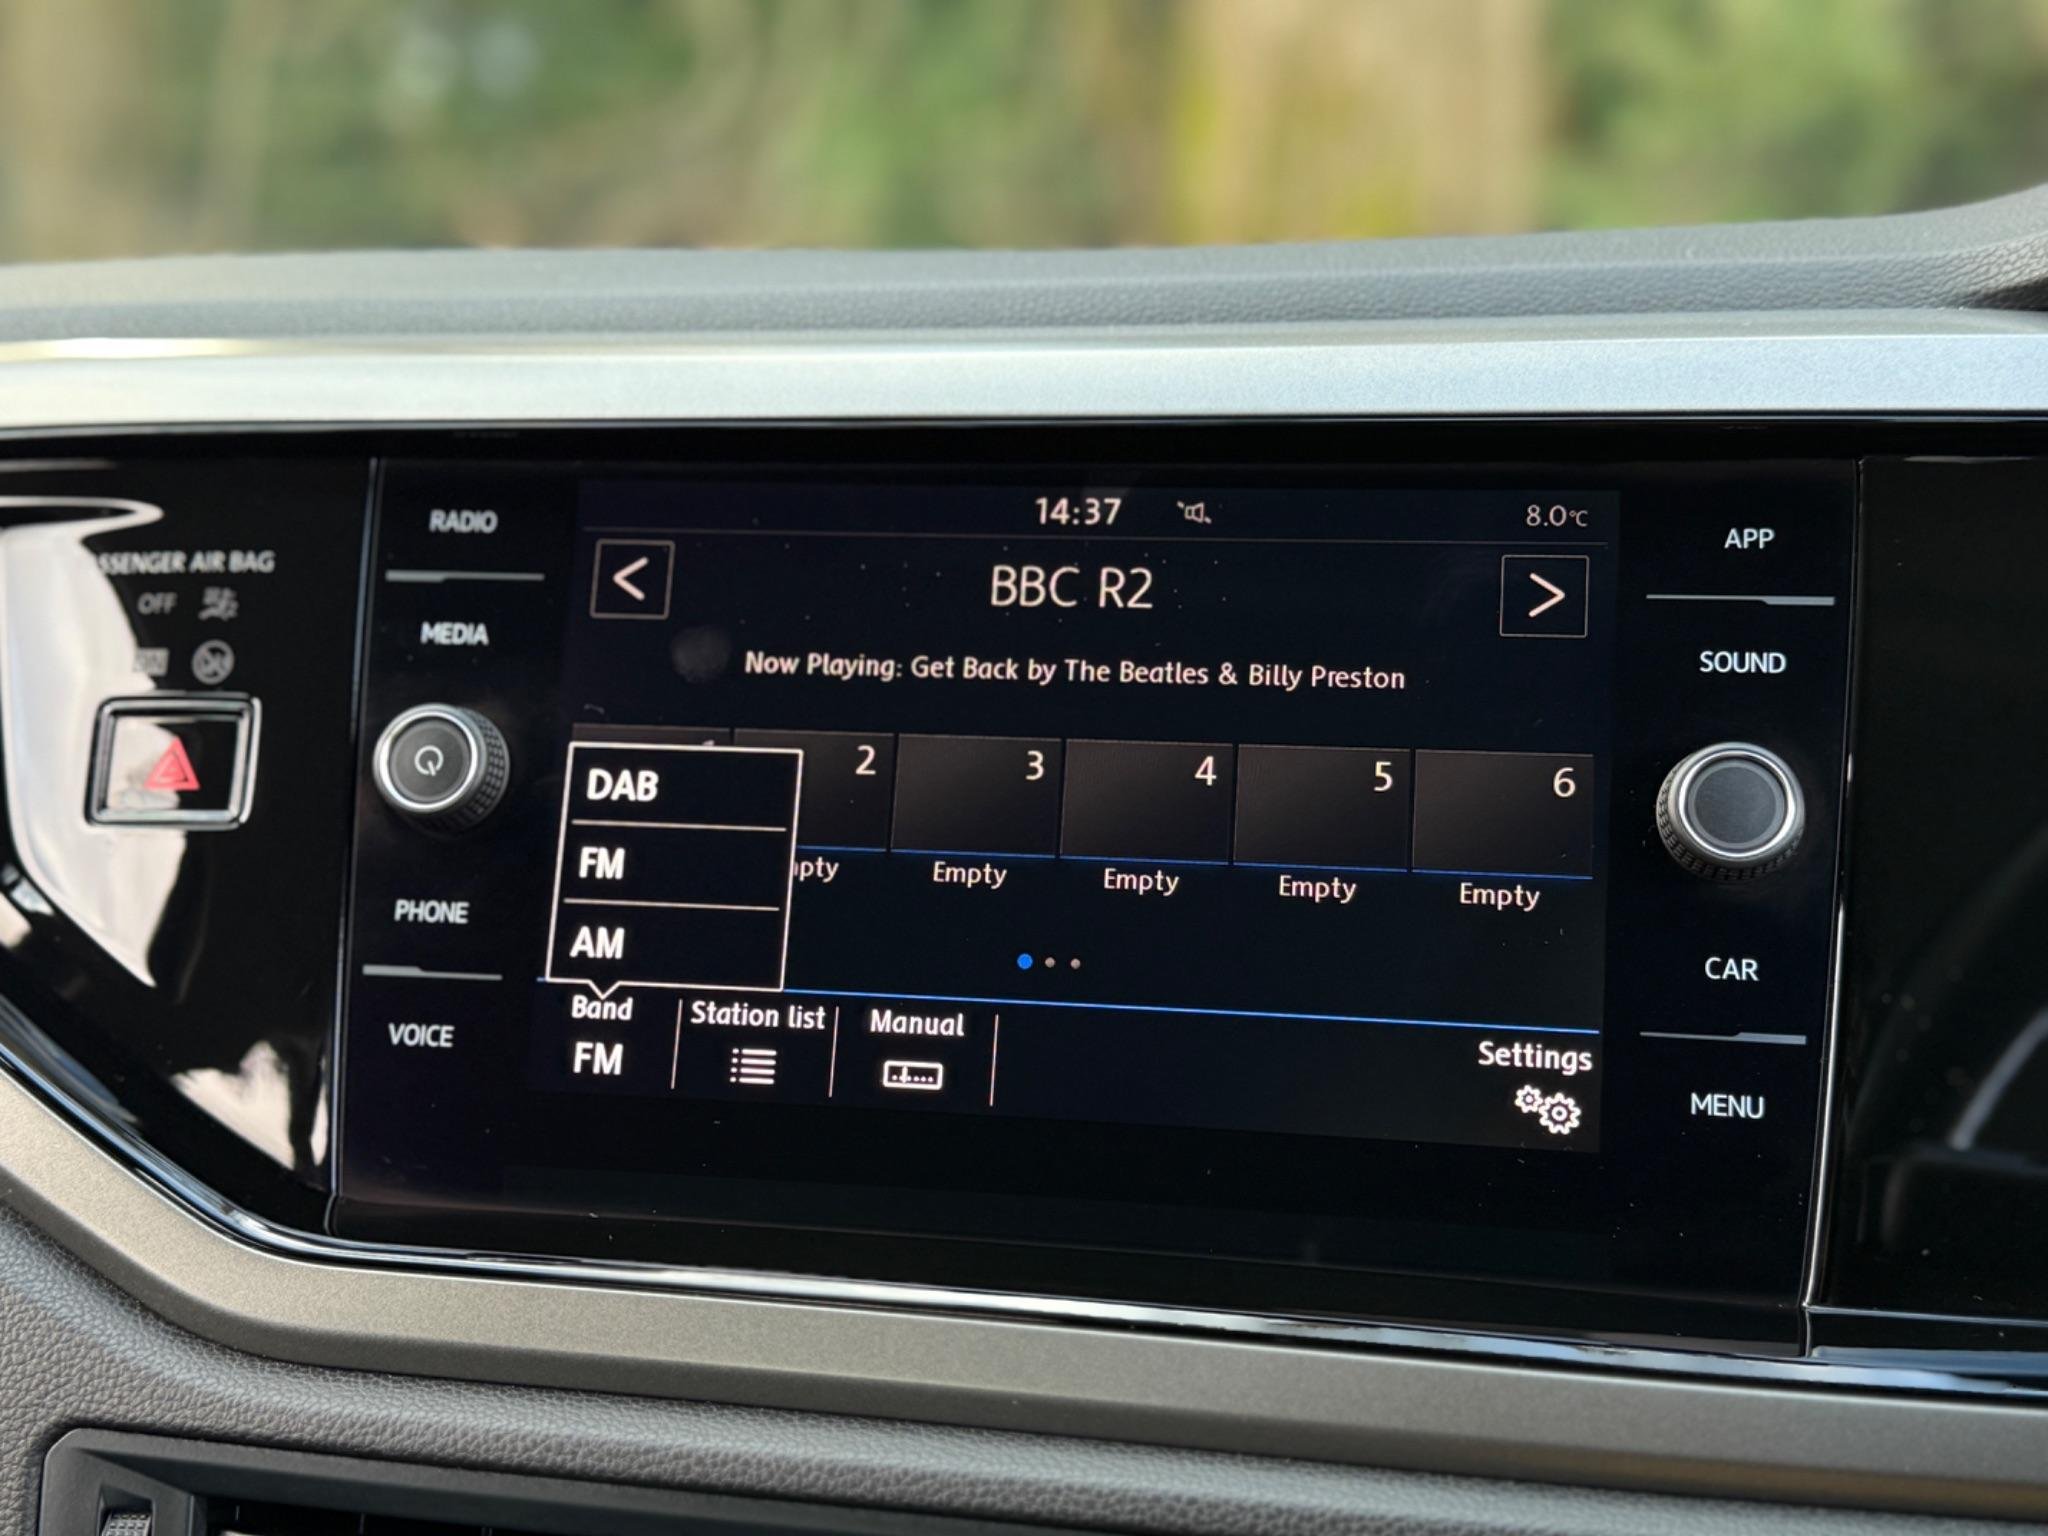 14:37
8.0°C
RADIO
MEDIA
PHONE
VOICE
AIR BAG
OFF
BBC R2
Now Playing: Get Back by The Beatles & Billy Preston
DAB
FM
AM
2
3
4
5
6
Empty
Empty
Empty
Empty
Band
FM
Station list
Manual
Settings
APP
SOUND
CAR
MENU